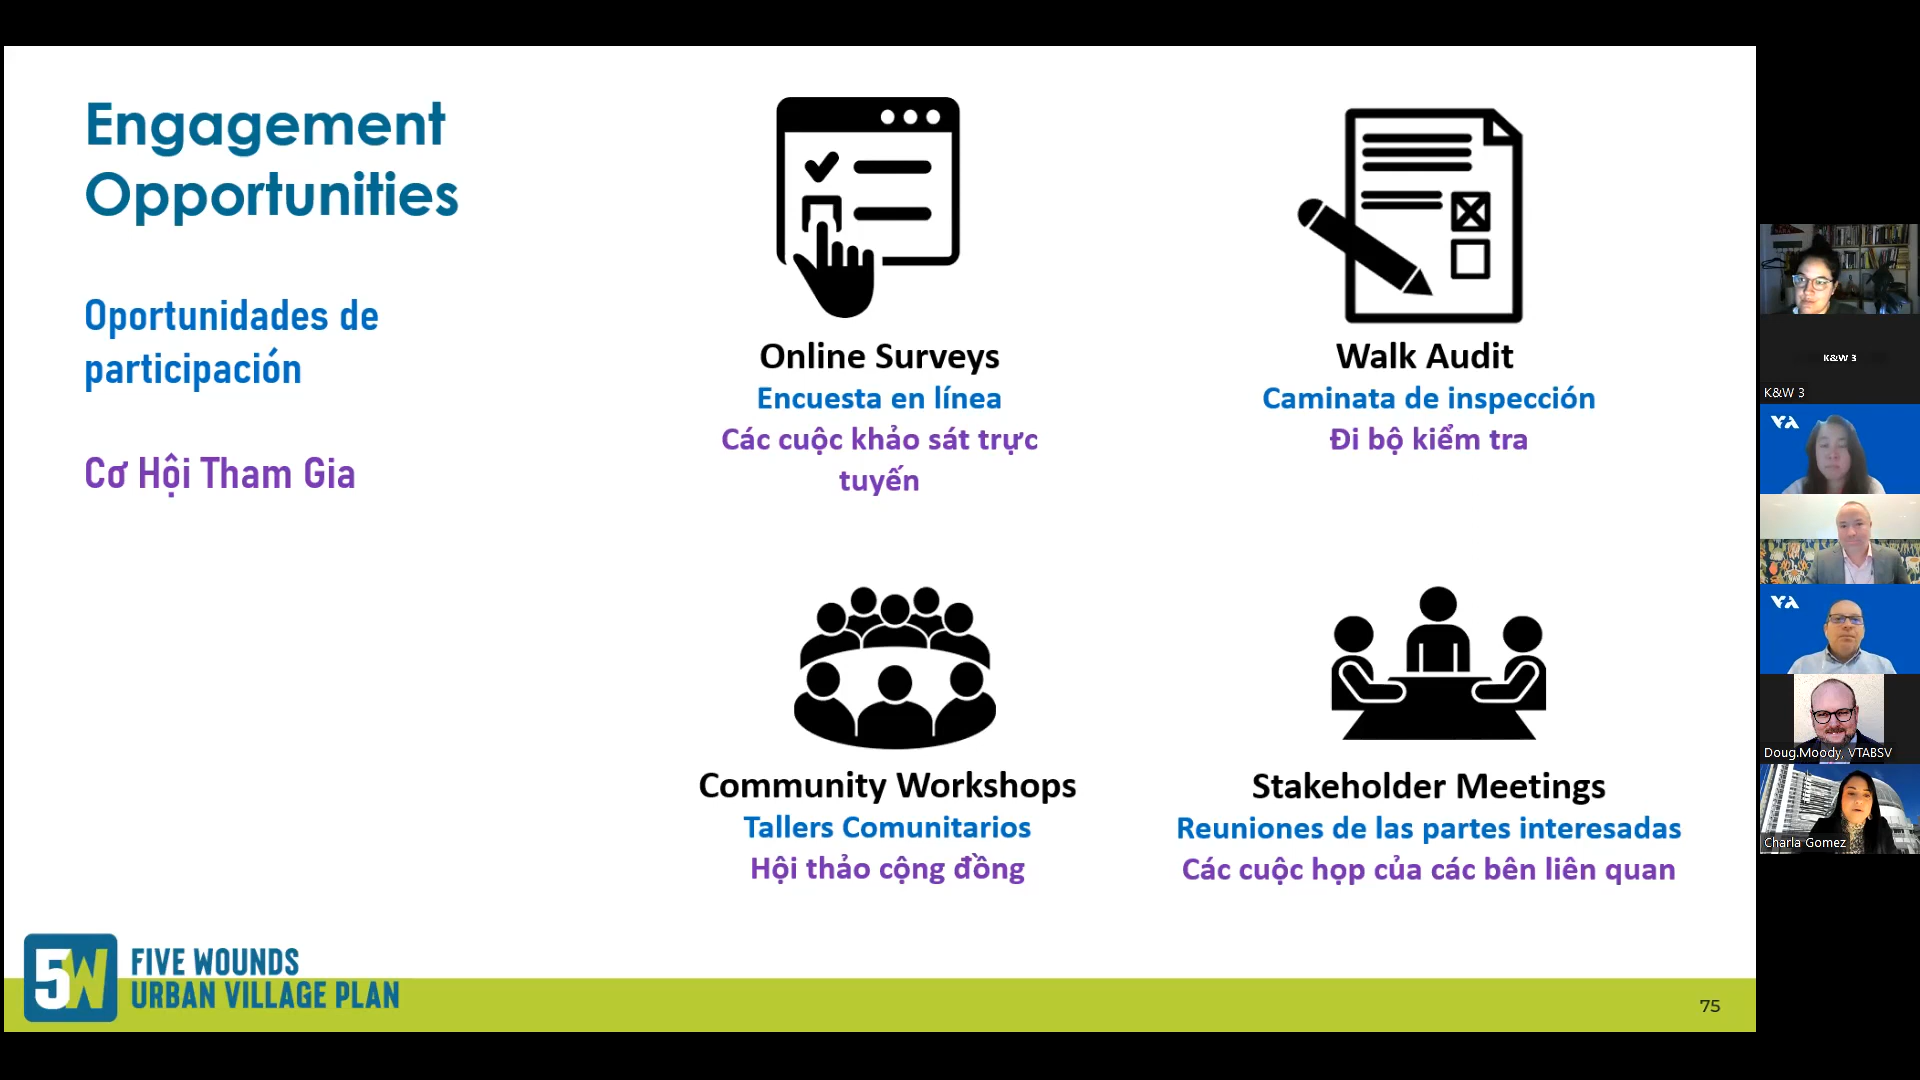 Engagement
Opportunities
Oportunidades de
participación
Cơ Hội Tham Gia
Online Surveys
Encuesta en línea
Các cuộc khảo sát trực
tuyến
Walk Audit
Caminata de inspección
Đi bộ kiểm tra
Community Workshops
Tallers Comunitarios
Hội thảo cộng đồng
Stakeholder Meetings
Reuniones de las partes interesadas
Các cuộc họp của các bên liên quan
5W
FIVE WOUNDS
URBAN VILLAGE PLAN
75
K&W 3
K&W 3
VTA
VTA
Doug.Moody, VTABSV
Charla Gomez